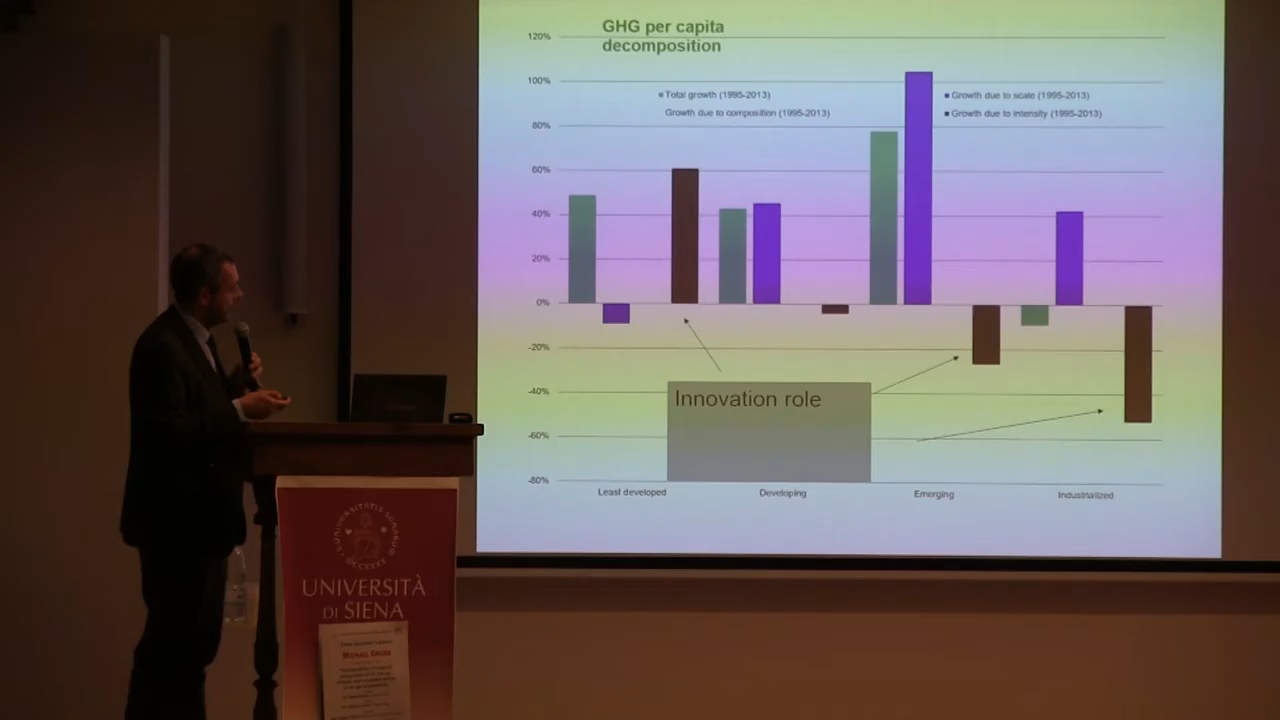 GHG per capita
decomposition
120%
100%
80%
60%
40%
20%
0%
-20%
-40%
-60%
-80%
Total growth (1995-2013)
Growth due to scale (1995-2013)
Growth due to composition (1995-2013)
Growth due to intensity (1995-2013)
Innovation role
Least developed
Developing
Emerging
Industrialized
UNIVERSITÀ
DI SIENA
MICHAEL